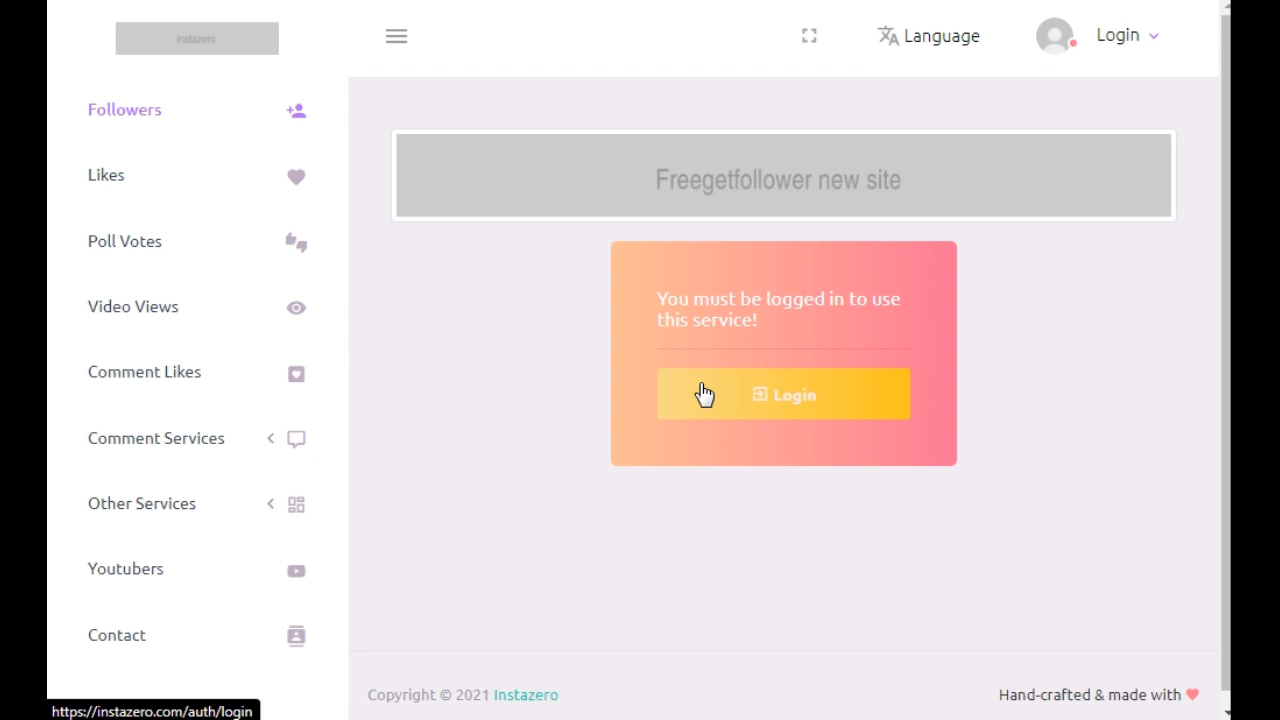 Instazero
Language
Login
Followers
Likes
Poll Votes
Video Views
Comment Likes
Comment Services
Other Services
Youtubers
Contact
Freegetfollower new site
You must be logged in to use
this service!
Login
Copyright © 2021 Instazero
Hand-crafted & made with
https://instazero.com/auth/login